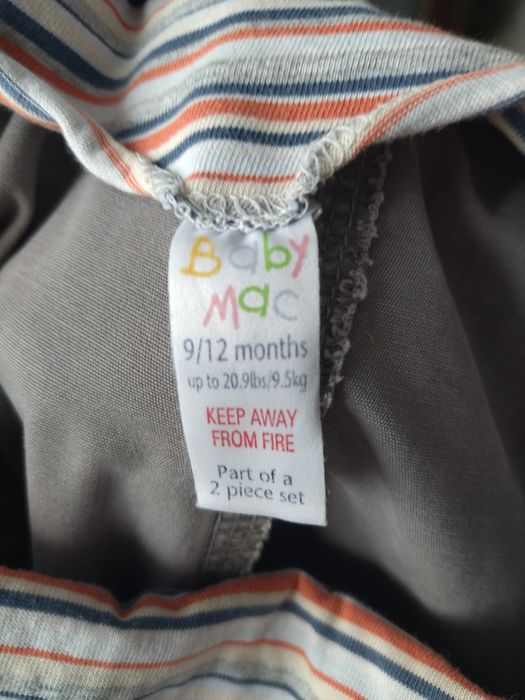 Baby
Mac
9/12 months
up to 20.9lbs/9.5kg
KEEP AWAY
FROM FIRE
Part of a
2 piece set